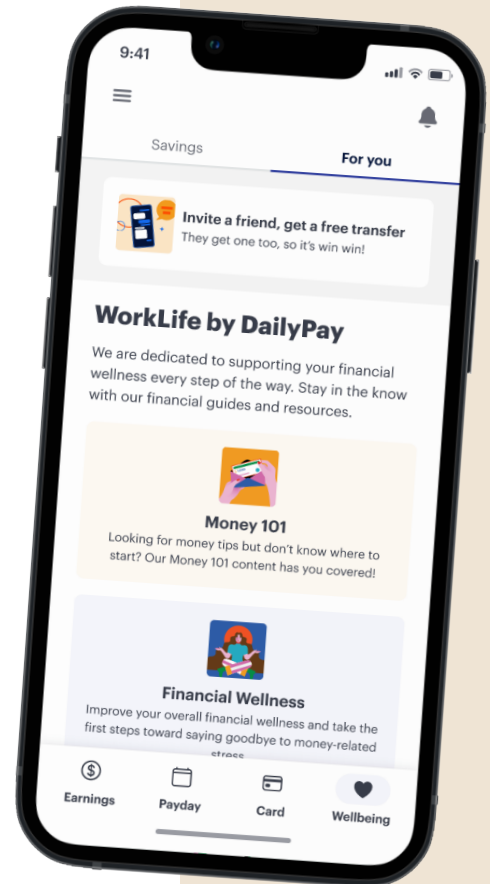 9:41
Savings
For you
Invite a friend, get a free transfer
They get one too, so it's win win!
WorkLife by DailyPay
We are dedicated to supporting your financial
wellness every step of the way. Stay in the know
with our financial guides and resources.
Money 101
Looking for money tips but don't know where to
start? Our Money 101 content has you covered!
Financial Wellness
Improve your overall financial wellness and take the
first steps toward saying goodbye to money-related
stress
Earnings
Payday
Card
Wellbeing